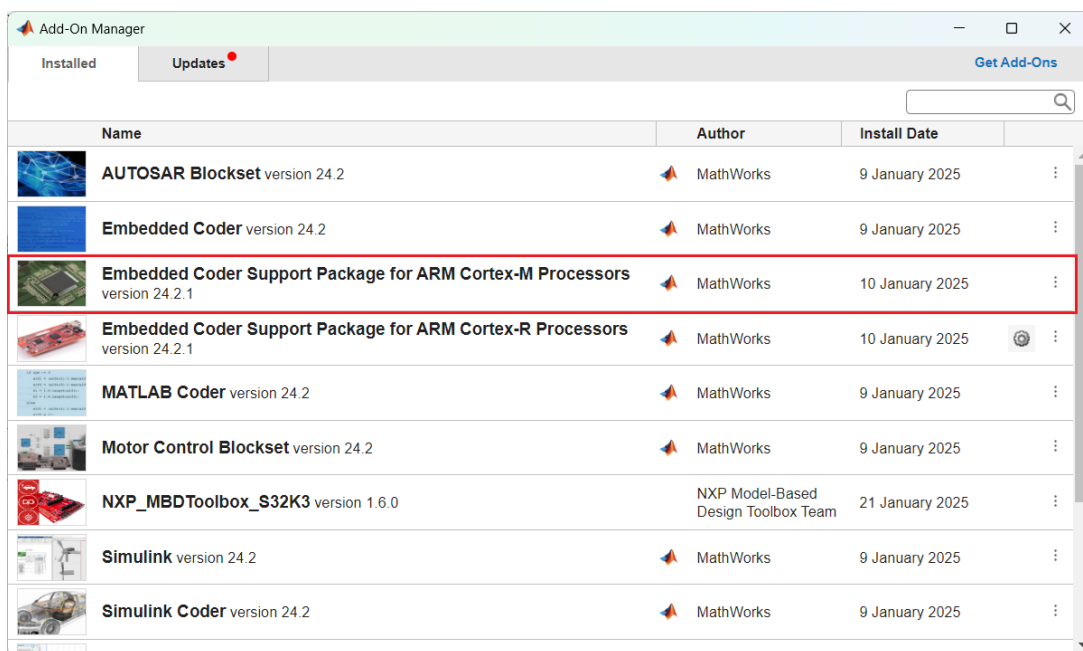 Add-On Manager
Installed
Updates
Get Add-Ons
Name
Author
Install Date
AUTOSAR Blockset version 24.2
MathWorks
9 January 2025
Embedded Coder version 24.2
MathWorks
9 January 2025
Embedded Coder Support Package for ARM Cortex-M Processors
version 24.2.1
MathWorks
10 January 2025
Embedded Coder Support Package for ARM Cortex-R Processors
version 24.2.1
MathWorks
10 January 2025
MATLAB Coder version 24.2
MathWorks
9 January 2025
Motor Control Blockset version 24.2
MathWorks
9 January 2025
NXP_MBDToolbox_S32K3 version 1.6.0
NXP Model-Based
Design Toolbox Team
21 January 2025
Simulink version 24.2
MathWorks
9 January 2025
Simulink Coder version 24.2
MathWorks
9 January 2025